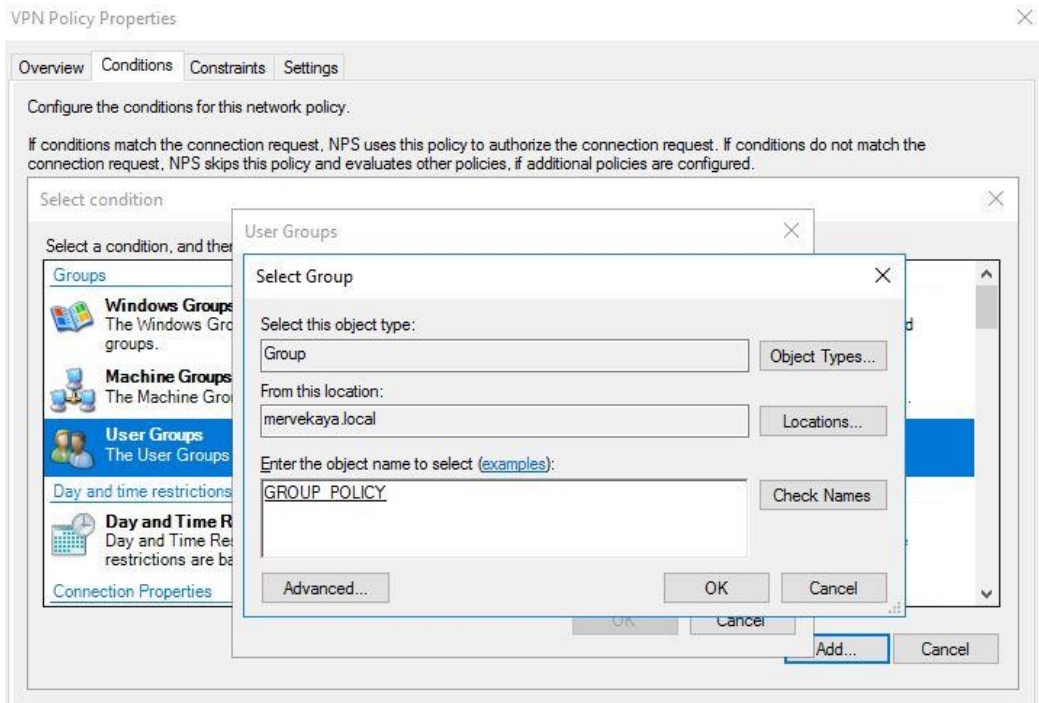 VPN Policy Properties
Overview Conditions Constraints Settings
Configure the conditions for this network policy.
If conditions match the connection request, NPS uses this policy to authorize the connection request. If conditions do not match the
connection request, NPS skips this policy and evaluates other policies, if additional policies are configured.
Select condition
Select a condition, and then
Groups
Windows Groups
The Windows Gro
groups.
Machine Groups
The Machine Grou
User Groups
The User Groups
Day and time restrictions
Day and Time R
Day and Time Res
restrictions are ba
Connection Properties
Add... Cancel
User Groups
OK Cancel
Select Group
Select this object type:
Group
Object Types...
From this location:
mervekaya.local
Locations...
Enter the object name to select (examples):
GROUP POLICY
Check Names
Advanced...
OK Cancel